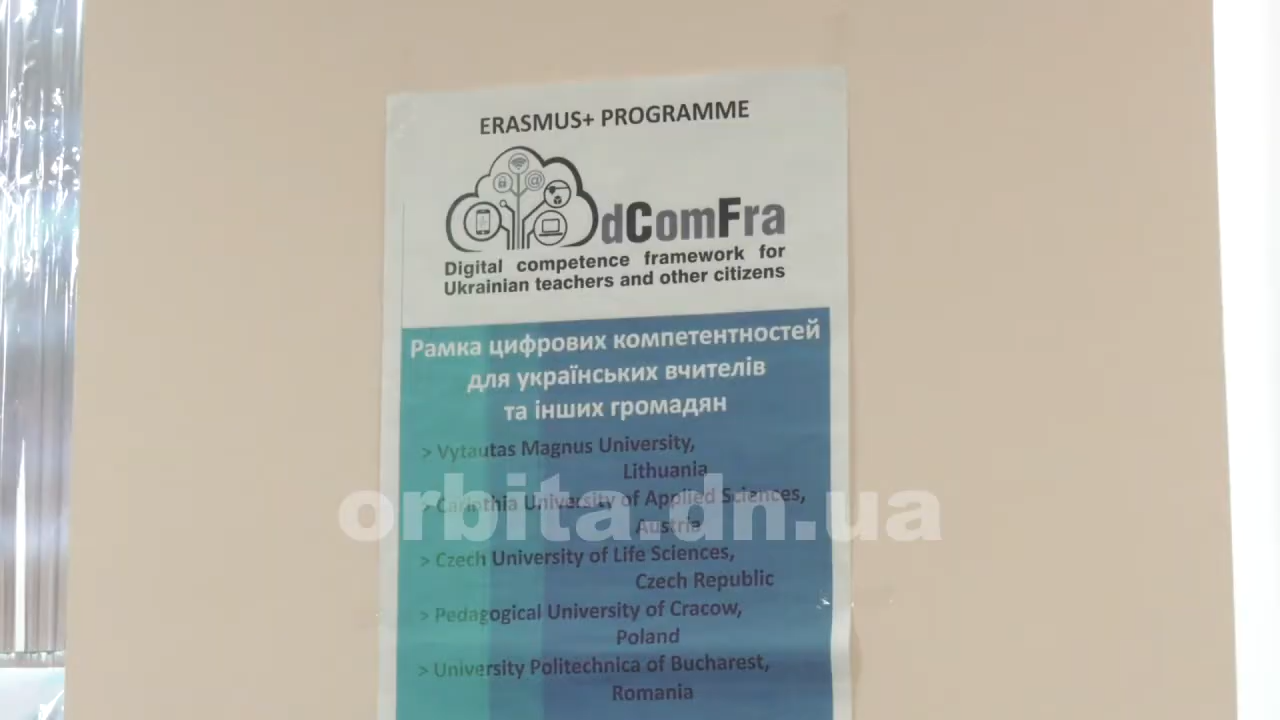 ERASMUS+ PROGRAMME
dComFra
Digital competence framework for
Ukrainian teachers and other citizens
Рамка цифрових компетентностей
для українських вчителів
та інших громадян
> Vytautas Magnus University,
Lithuania
> Carinthia University of Applied Sciences,
Austria
orbita.dn.ua
> Czech University of Life Sciences,
Czech Republic
> Pedagogical University of Cracow,
Poland
> University Politechnica of Bucharest,
Romania